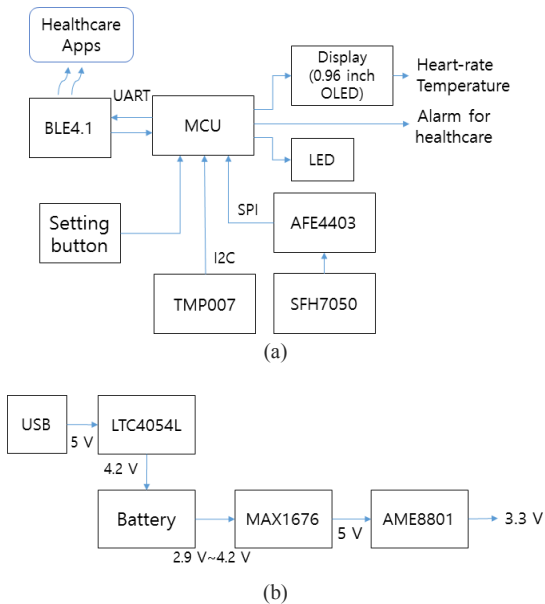 Healthcare
Apps
UART
BLE4.1
MCU
Display
(0.96 inch
OLED)
Heart-rate
Temperature
Alarm for
healthcare
LED
Setting
button
SPI
AFE4403
I2C
TMP007
SFH7050
(a)
USB
5 V
LTC4054L
4.2 V
Battery
2.9 V~4.2 V
MAX1676
5 V
AME8801
3.3 V
(b)